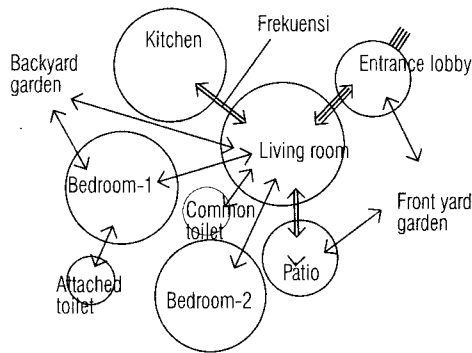 Frekuensi
Kitchen
Entrance lobby
Backyard
garden
Living room
Bedroom-1
Common
toilet
Front yard
garden
Attached
toilet
Patio
Bedroom-2